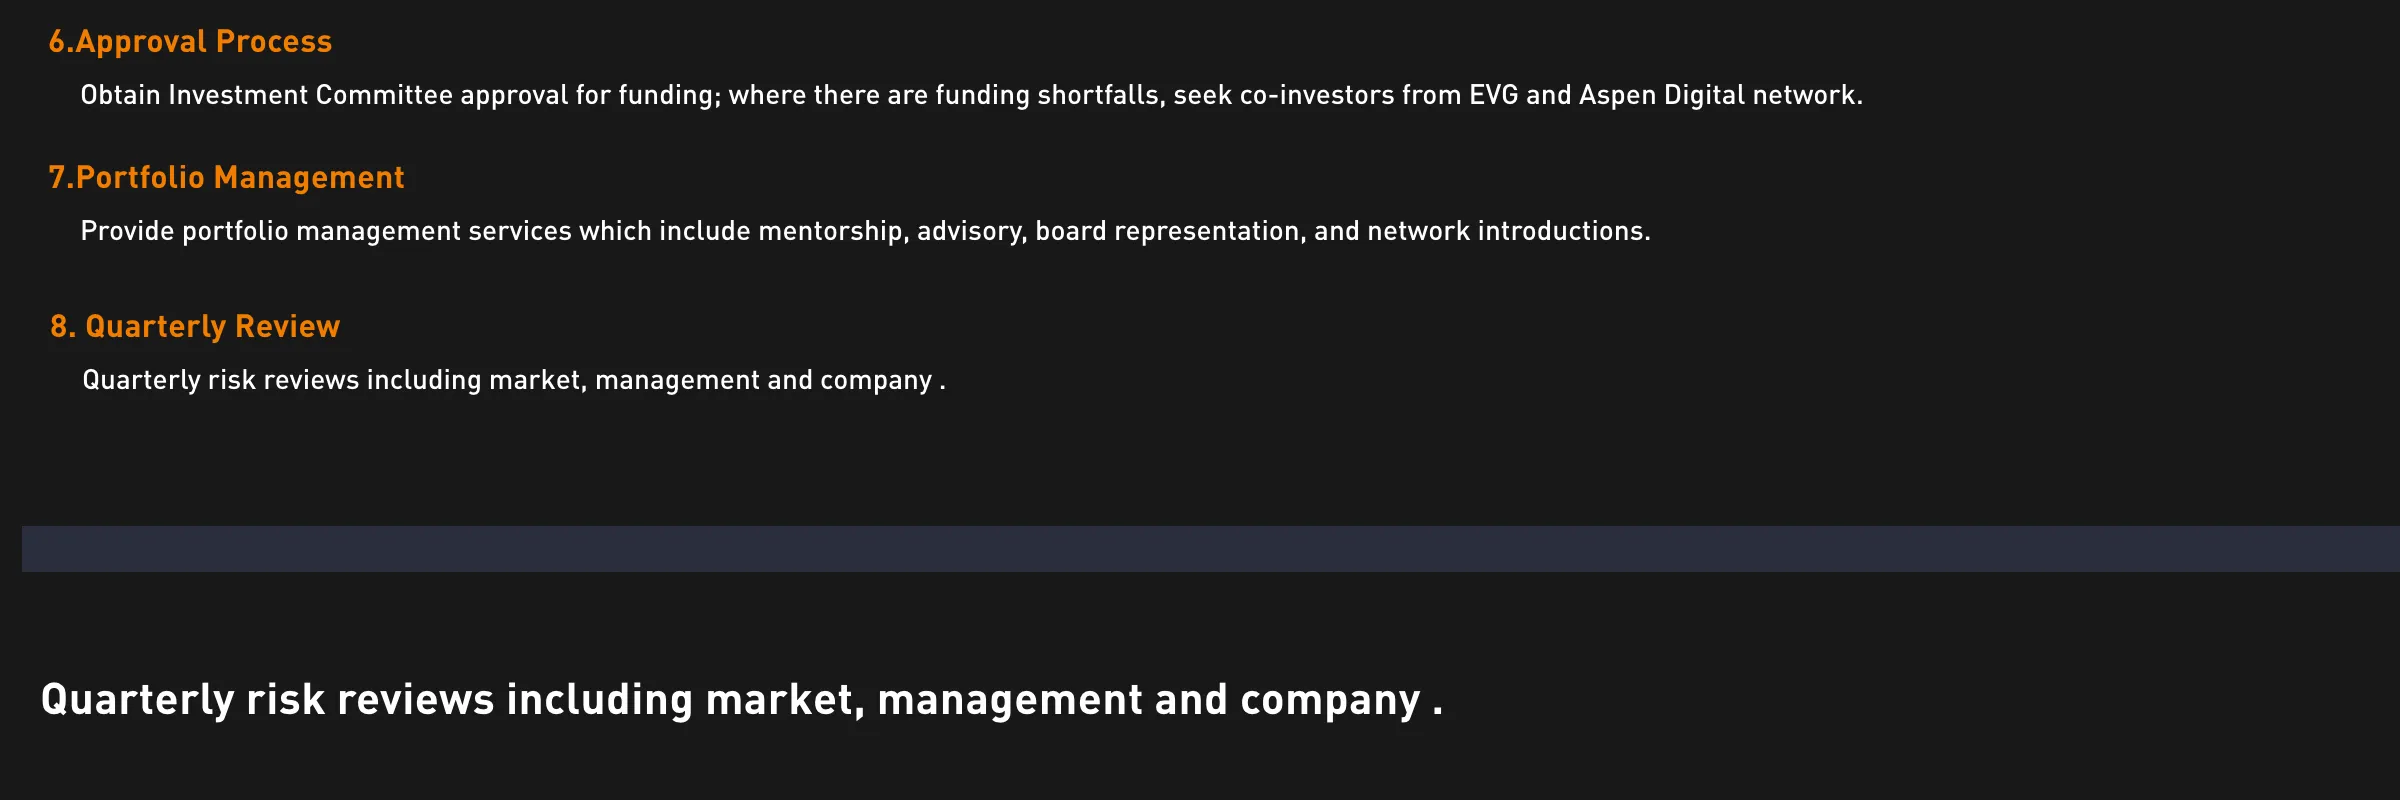 6.Approval Process
Obtain Investment Committee approval for funding; where there are funding shortfalls, seek co-investors from EVG and Aspen Digital network.
7.Portfolio Management
Provide portfolio management services which include mentorship, advisory, board representation, and network introductions.
8. Quarterly Review
Quarterly risk reviews including market, management and company .
Quarterly risk reviews including market, management and company .